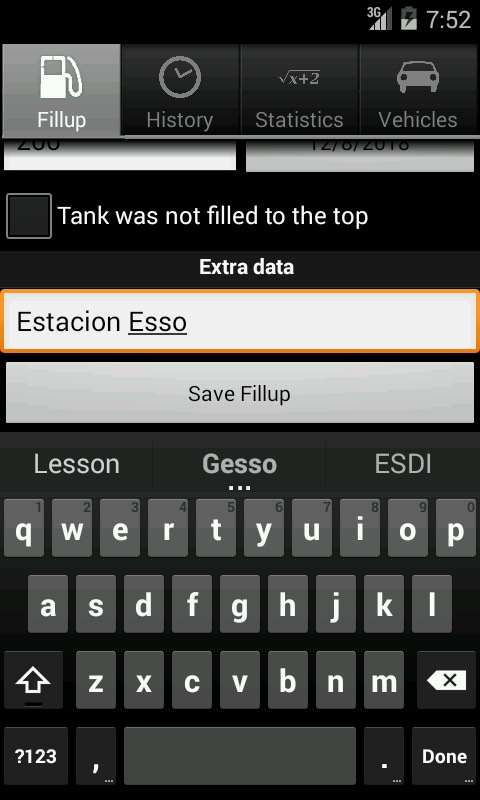 3G 7:52
Fillup History √x+2 Statistics Vehicles
200 12/8/2018
Tank was not filled to the top
Extra data
Estacion Esso
Save Fillup
Lesson Gesso ESDI
...
1 2 3 4 5 6 7 8 9 0
q w e r t y u i o p
a s d f g h j k l
z x c v b n m
?123 , ... . ... Done ...